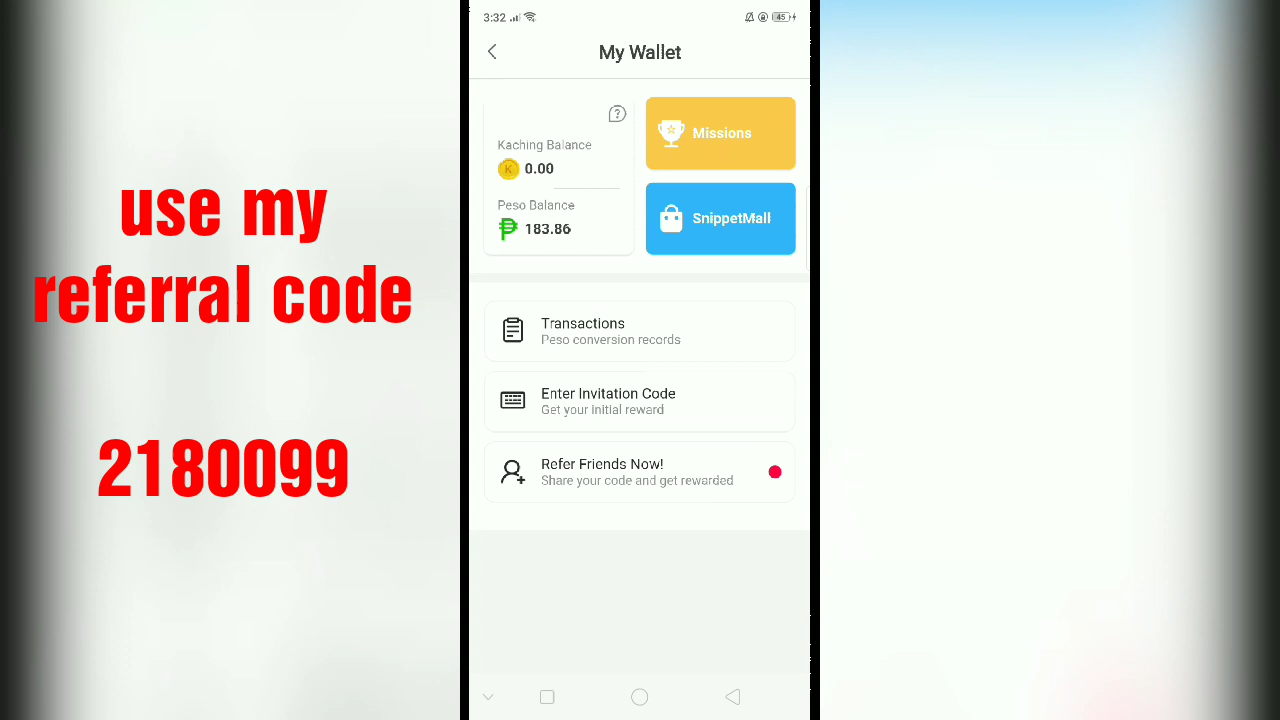 use my
referral code
2180099
3:32
45
My Wallet
?
Kaching Balance
K 0.00
Peso Balance
₱ 183.86
Missions
SnippetMall
Transactions
Peso conversion records
Enter Invitation Code
Get your initial reward
Refer Friends Now!
Share your code and get rewarded